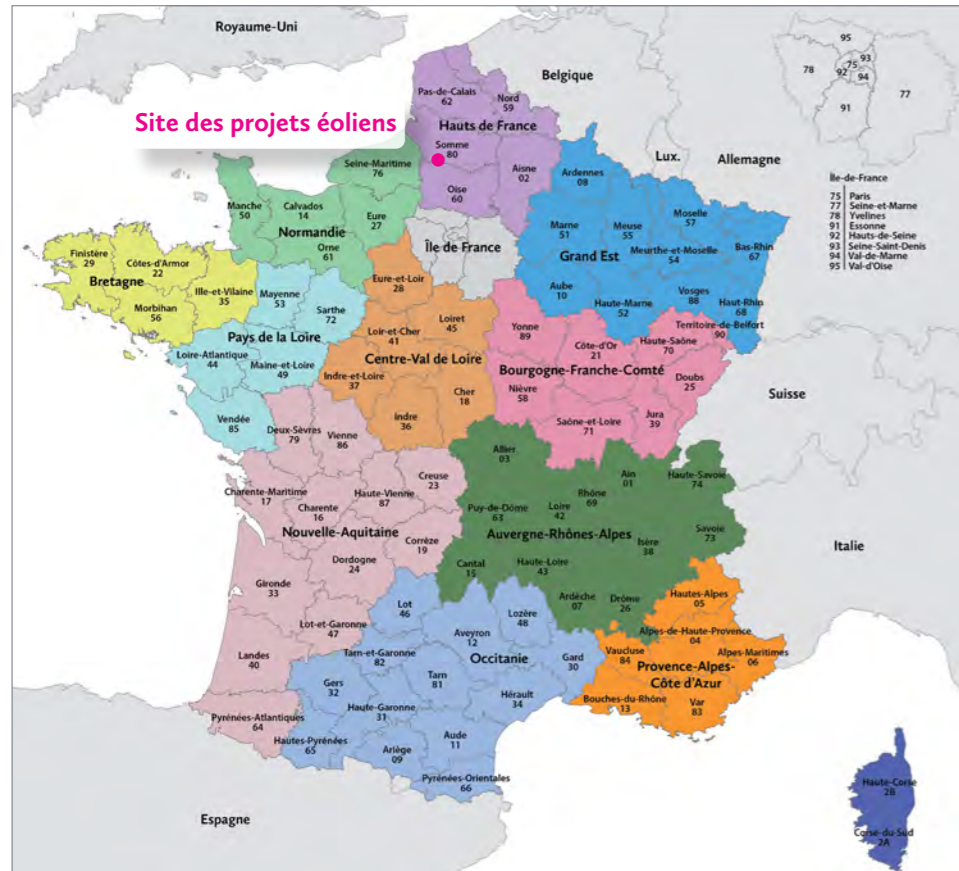 Royaume-Uni
Belgique
Lux.
Allemagne
Suisse
Italie
Espagne
Site des projets éoliens
Pas-de-Calais
62
Nord
59
Hauts de France
Somme
80
Aisne
02
Oise
60
Seine-Maritime
76
Manche
50
Calvados
14
Eure
27
Normandie
Orne
61
Île de France
Ardennes
08
Marne
51
Meuse
55
Moselle
57
Meurthe-et-Moselle
54
Bas-Rhin
67
Grand Est
Aube
10
Haute-Marne
52
Vosges
88
Haut-Rhin
68
Finistère
29
Côtes-d'Armor
22
Bretagne
Ille-et-Vilaine
35
Morbihan
56
Mayenne
53
Sarthe
72
Pays de la Loire
Loire-Atlantique
44
Maine-et-Loire
49
Vendée
85
Eure-et-Loir
28
Loiret
45
Loir-et-Cher
41
Centre-Val de Loire
Indre-et-Loire
37
Cher
18
Indre
36
Yonne
89
Côte-d'Or
21
Haute-Saône
70
Territoire-de-Belfort
90
Bourgogne-Franche-Comté
Doubs
25
Nièvre
58
Saône-et-Loire
71
Jura
39
Deux-Sèvres
79
Vienne
86
Creuse
23
Charente-Maritime
17
Charente
16
Haute-Vienne
87
Nouvelle-Aquitaine
Corrèze
19
Dordogne
24
Gironde
33
Lot-et-Garonne
47
Landes
40
Pyrénées-Atlantiques
64
Allier
03
Ain
01
Haute-Savoie
74
Puy-de-Dôme
63
Loire
42
Rhône
69
Auvergne-Rhônes-Alpes
Isère
38
Savoie
73
Cantal
15
Haute-Loire
43
Ardèche
07
Drôme
26
Lot
46
Lozère
48
Aveyron
12
Occitanie
Gard
30
Tarn-et-Garonne
82
Tarn
81
Gers
32
Haute-Garonne
31
Hérault
34
Hautes-Pyrénées
65
Ariège
09
Aude
11
Pyrénées-Orientales
66
Hautes-Alpes
05
Alpes-de-Haute-Provence
04
Alpes-Maritimes
06
Vaucluse
84
Provence-Alpes-
Côte d'Azur
Bouches-du-Rhône
13
Var
83
Haute-Corse
2B
Corse-du-Sud
2A
95
78
93
75
92
94
91
77
Île-de-France
75 Paris
77 Seine-et-Marne
78 Yvelines
91 Essonne
92 Hauts-de-Seine
93 Seine-Saint-Denis
94 Val-de-Marne
95 Val-d'Oise